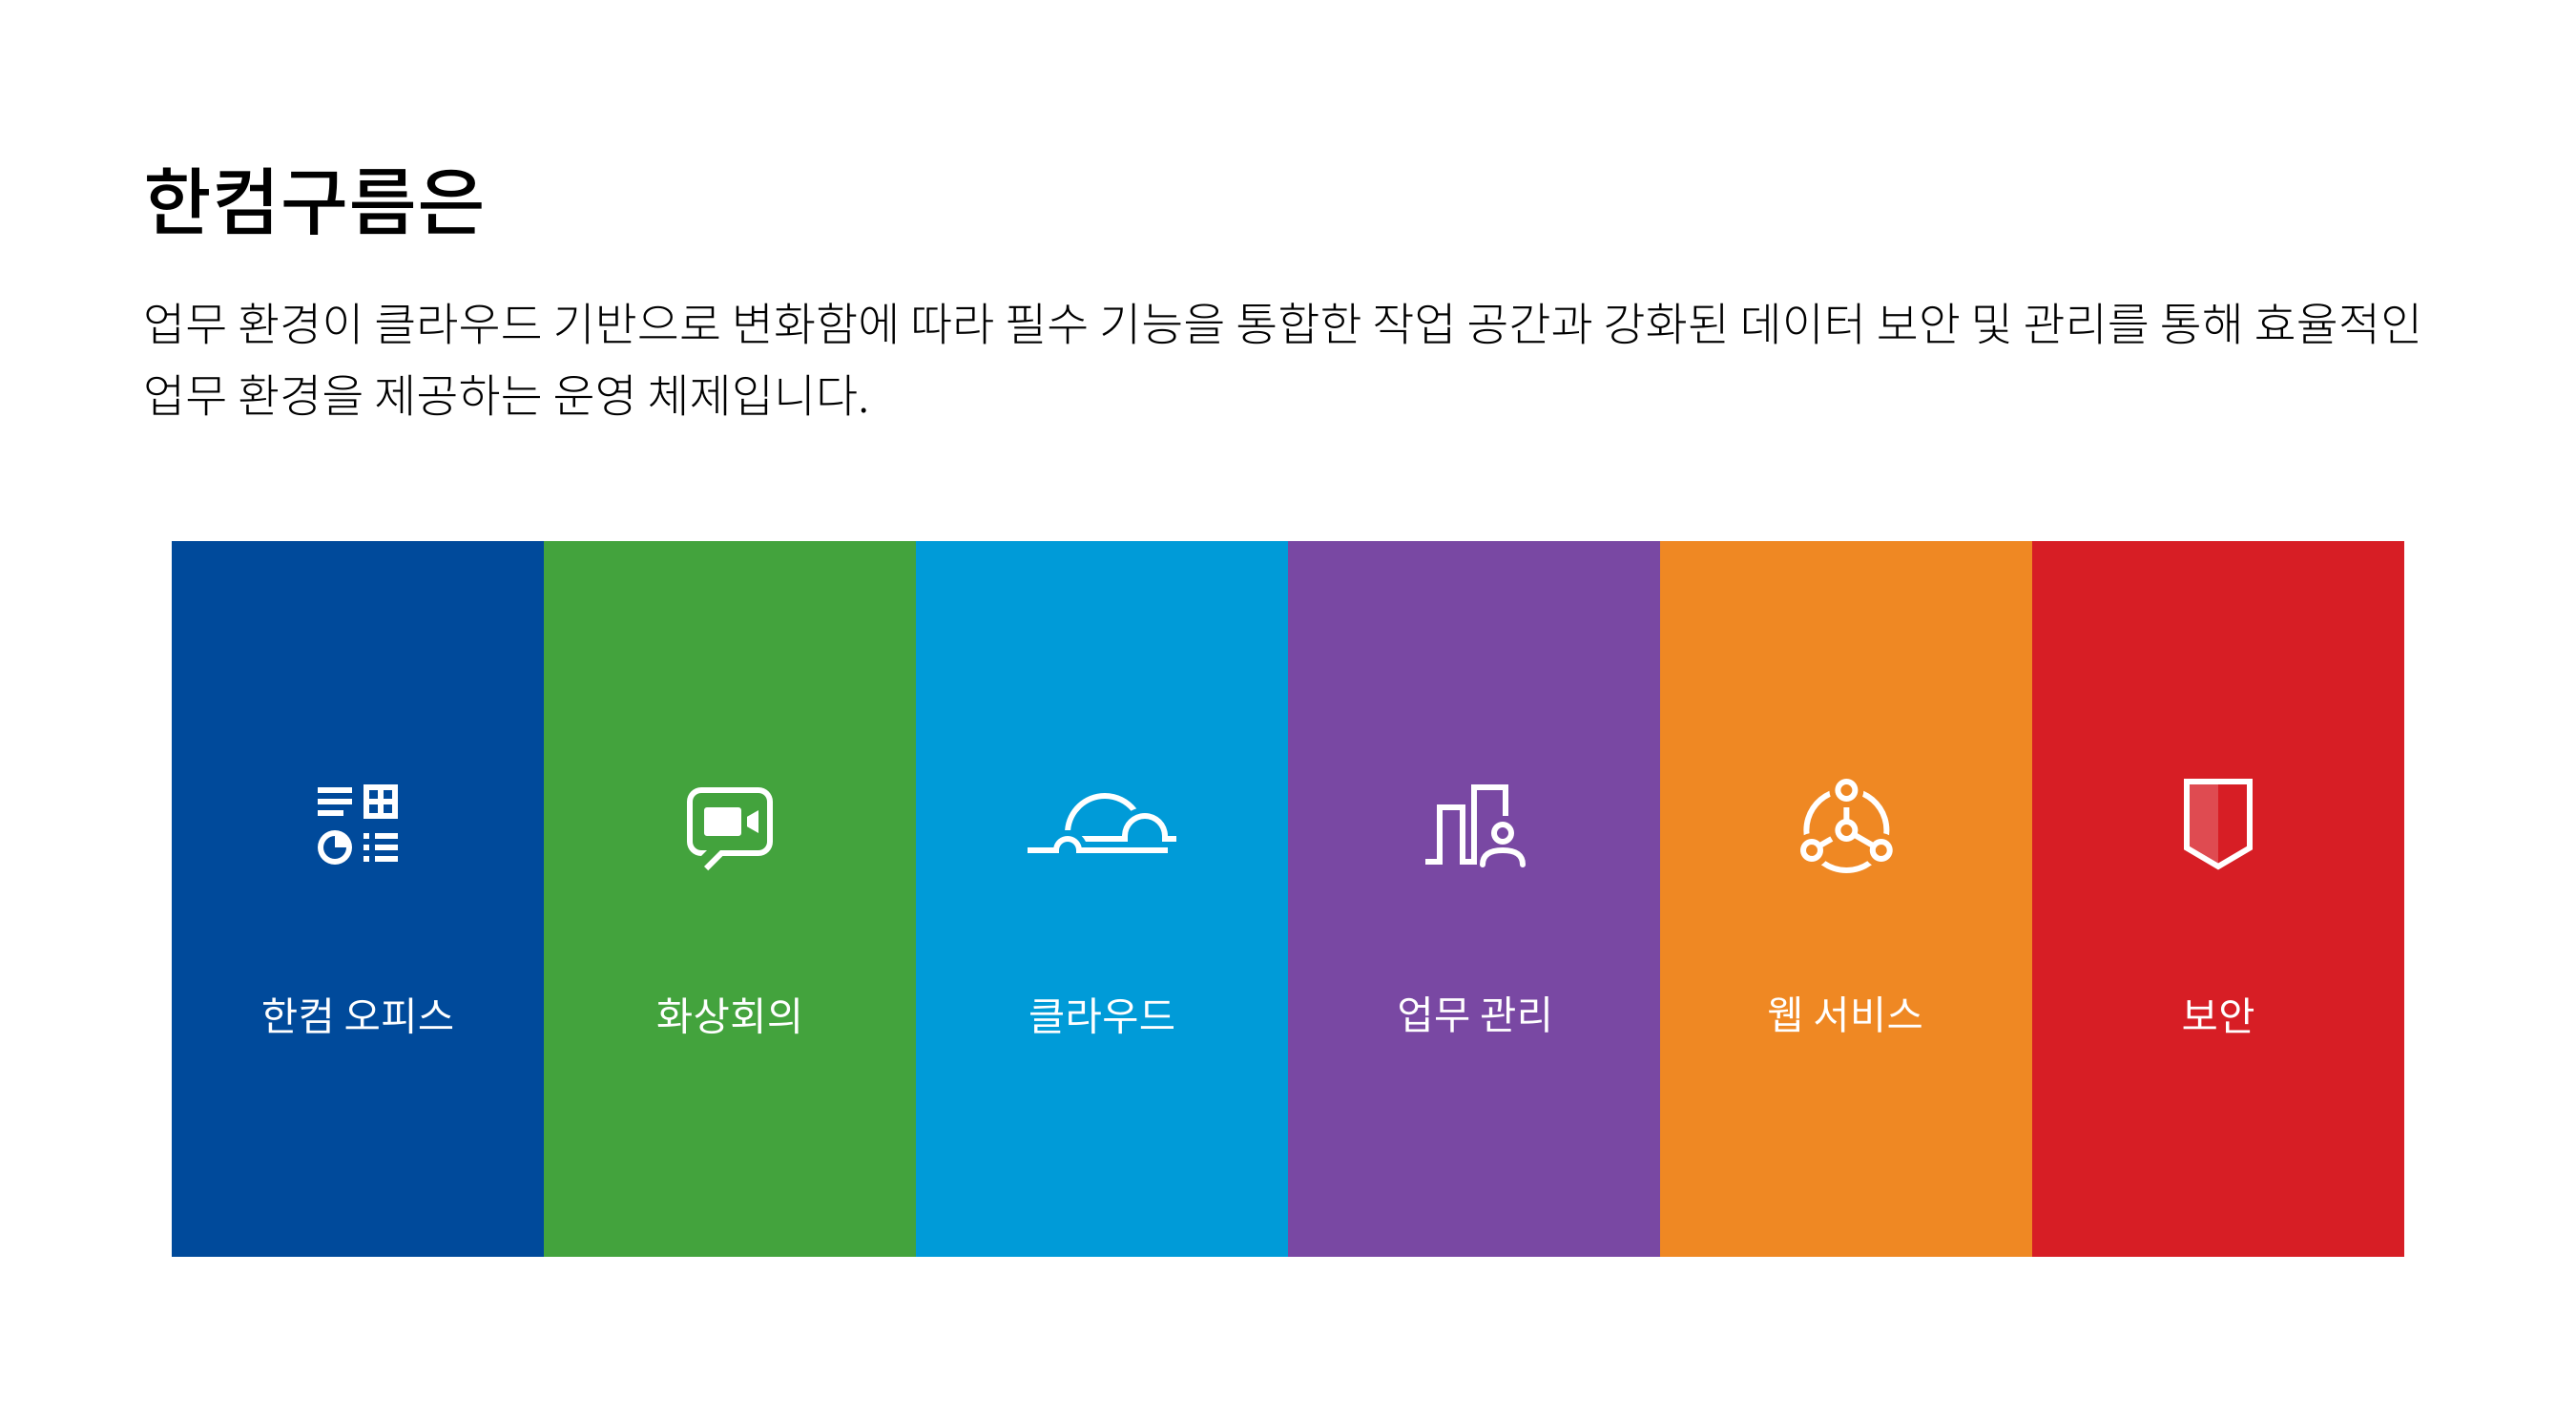 한컴구름은
업무 환경이 클라우드 기반으로 변화함에 따라 필수 기능을 통합한 작업 공간과 강화된 데이터 보안 및 관리를 통해 효율적인
업무 환경을 제공하는 운영 체제입니다.
한컴 오피스
화상회의
클라우드
업무 관리
웹 서비스
보안